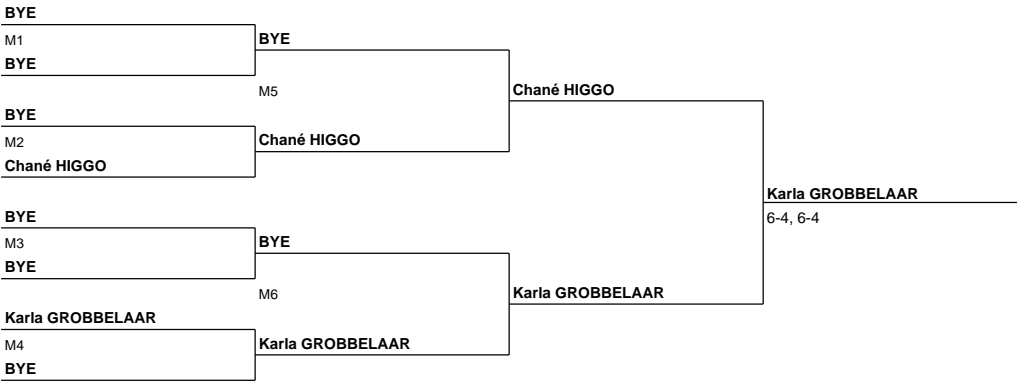 BYE
M1
BYE
BYE
M5
BYE
M2
Chané HIGGO
Chané HIGGO
Chané HIGGO
BYE
M3
BYE
BYE
M6
Karla GROBBELAAR
M4
BYE
Karla GROBBELAAR
Karla GROBBELAAR
Karla GROBBELAAR
6-4, 6-4